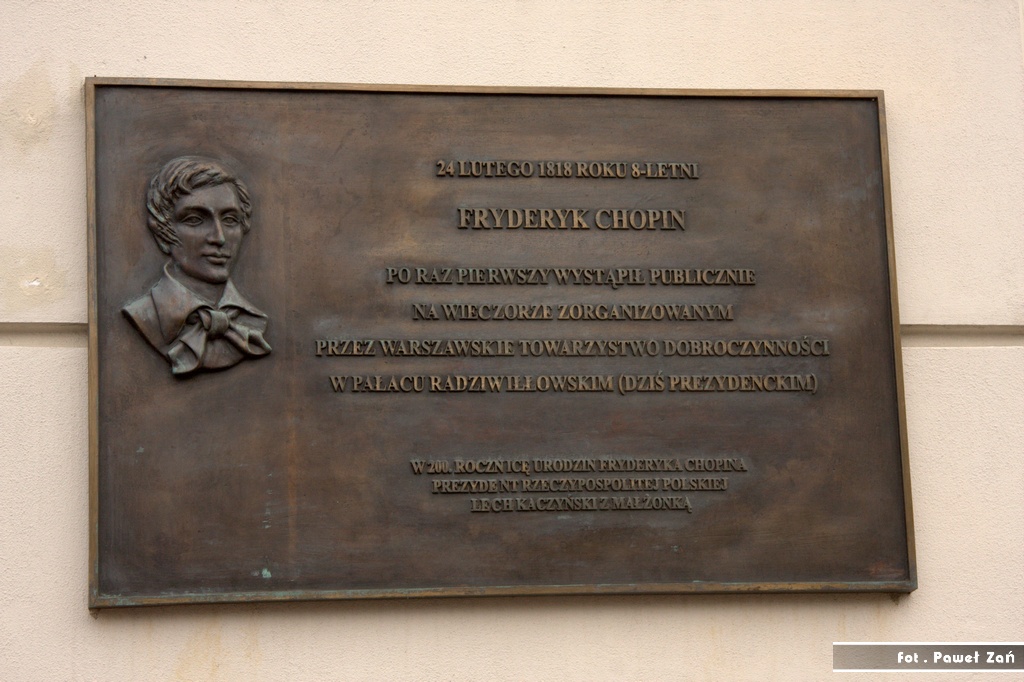 24 LUTEGO 1818 ROKU 8-LETNI
FRYDERYK CHOPIN
PO RAZ PIERWSZY WYSTĄPIŁ PUBLICZNIE
NA WIECZORZE ZORGANIZOWANYM
PRZEZ WARSZAWSKIE TOWARZYSTWO DOBROCZYNNOŚCI
W PAŁACU RADZIWIŁŁOWSKIM (DZIŚ PREZYDENCKIM)
W 200. ROCZNICĘ URODZIN FRYDERYKA CHOPINA
PREZYDENT RZECZYPOSPOLITEJ POLSKIEJ
LECH KACZYŃSKI Z MAŁŻONKĄ
fot . Paweł Zań